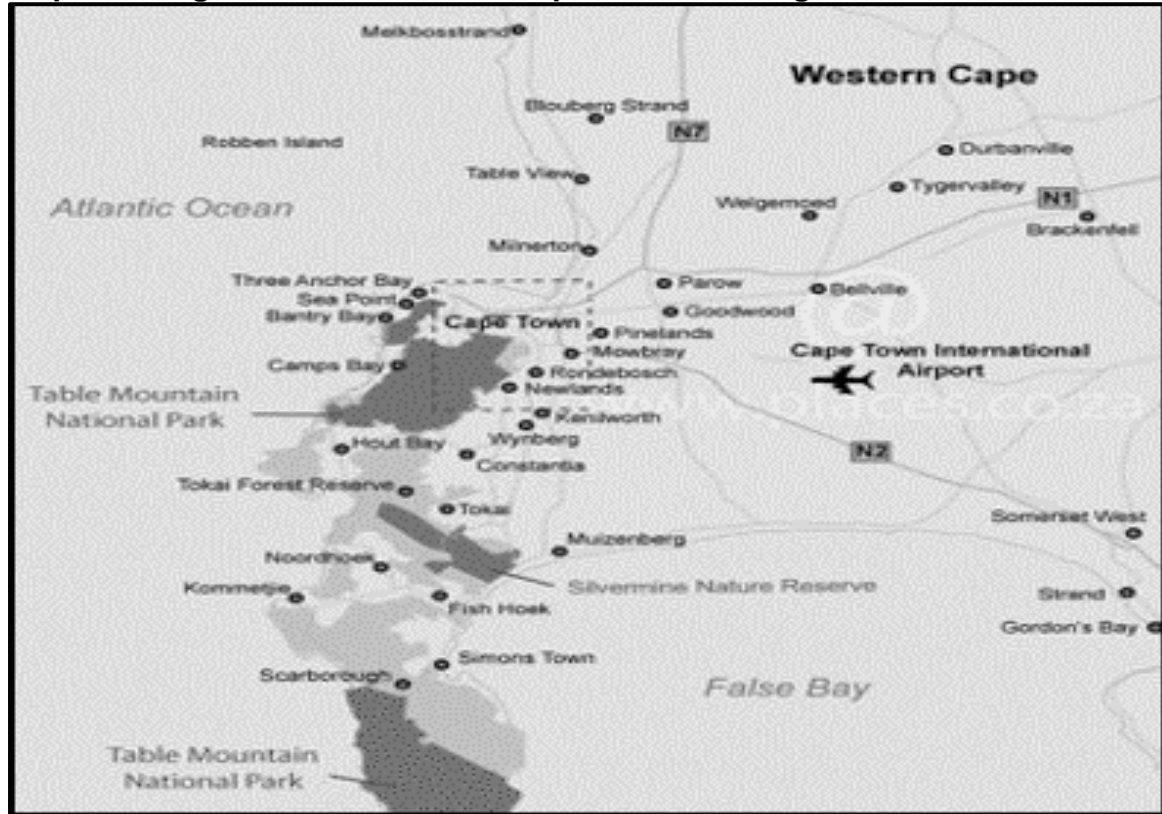 Melkbosstrand
Western Cape
Blouberg Strand
N7
Robben Island
Durbanville
Table View
Tygervalley
N1
Welgemoed
Atlantic Ocean
Brackenfell
Milnerton
Three Anchor Bay
Parow
Bellville
@
Sea Point
Bantry Bay
Goodwood
Cape Town
Pinelands
Mowbray
Cape Town International
Airport
Camps Bay
Rondebosch
Newlands
Table Mountain
National Park
Kenilworth
Wynberg
Hout Bay
Constantia
N2
Tokai Forest Reserve
Tokai
Somerset West
Muizenberg
Noordhoek
Silvermine Nature Reserve
Kommetjie
Fish Hoek
Strand
Gordon's Bay
Simons Town
Scarborough
False Bay
Table Mountain
National Park